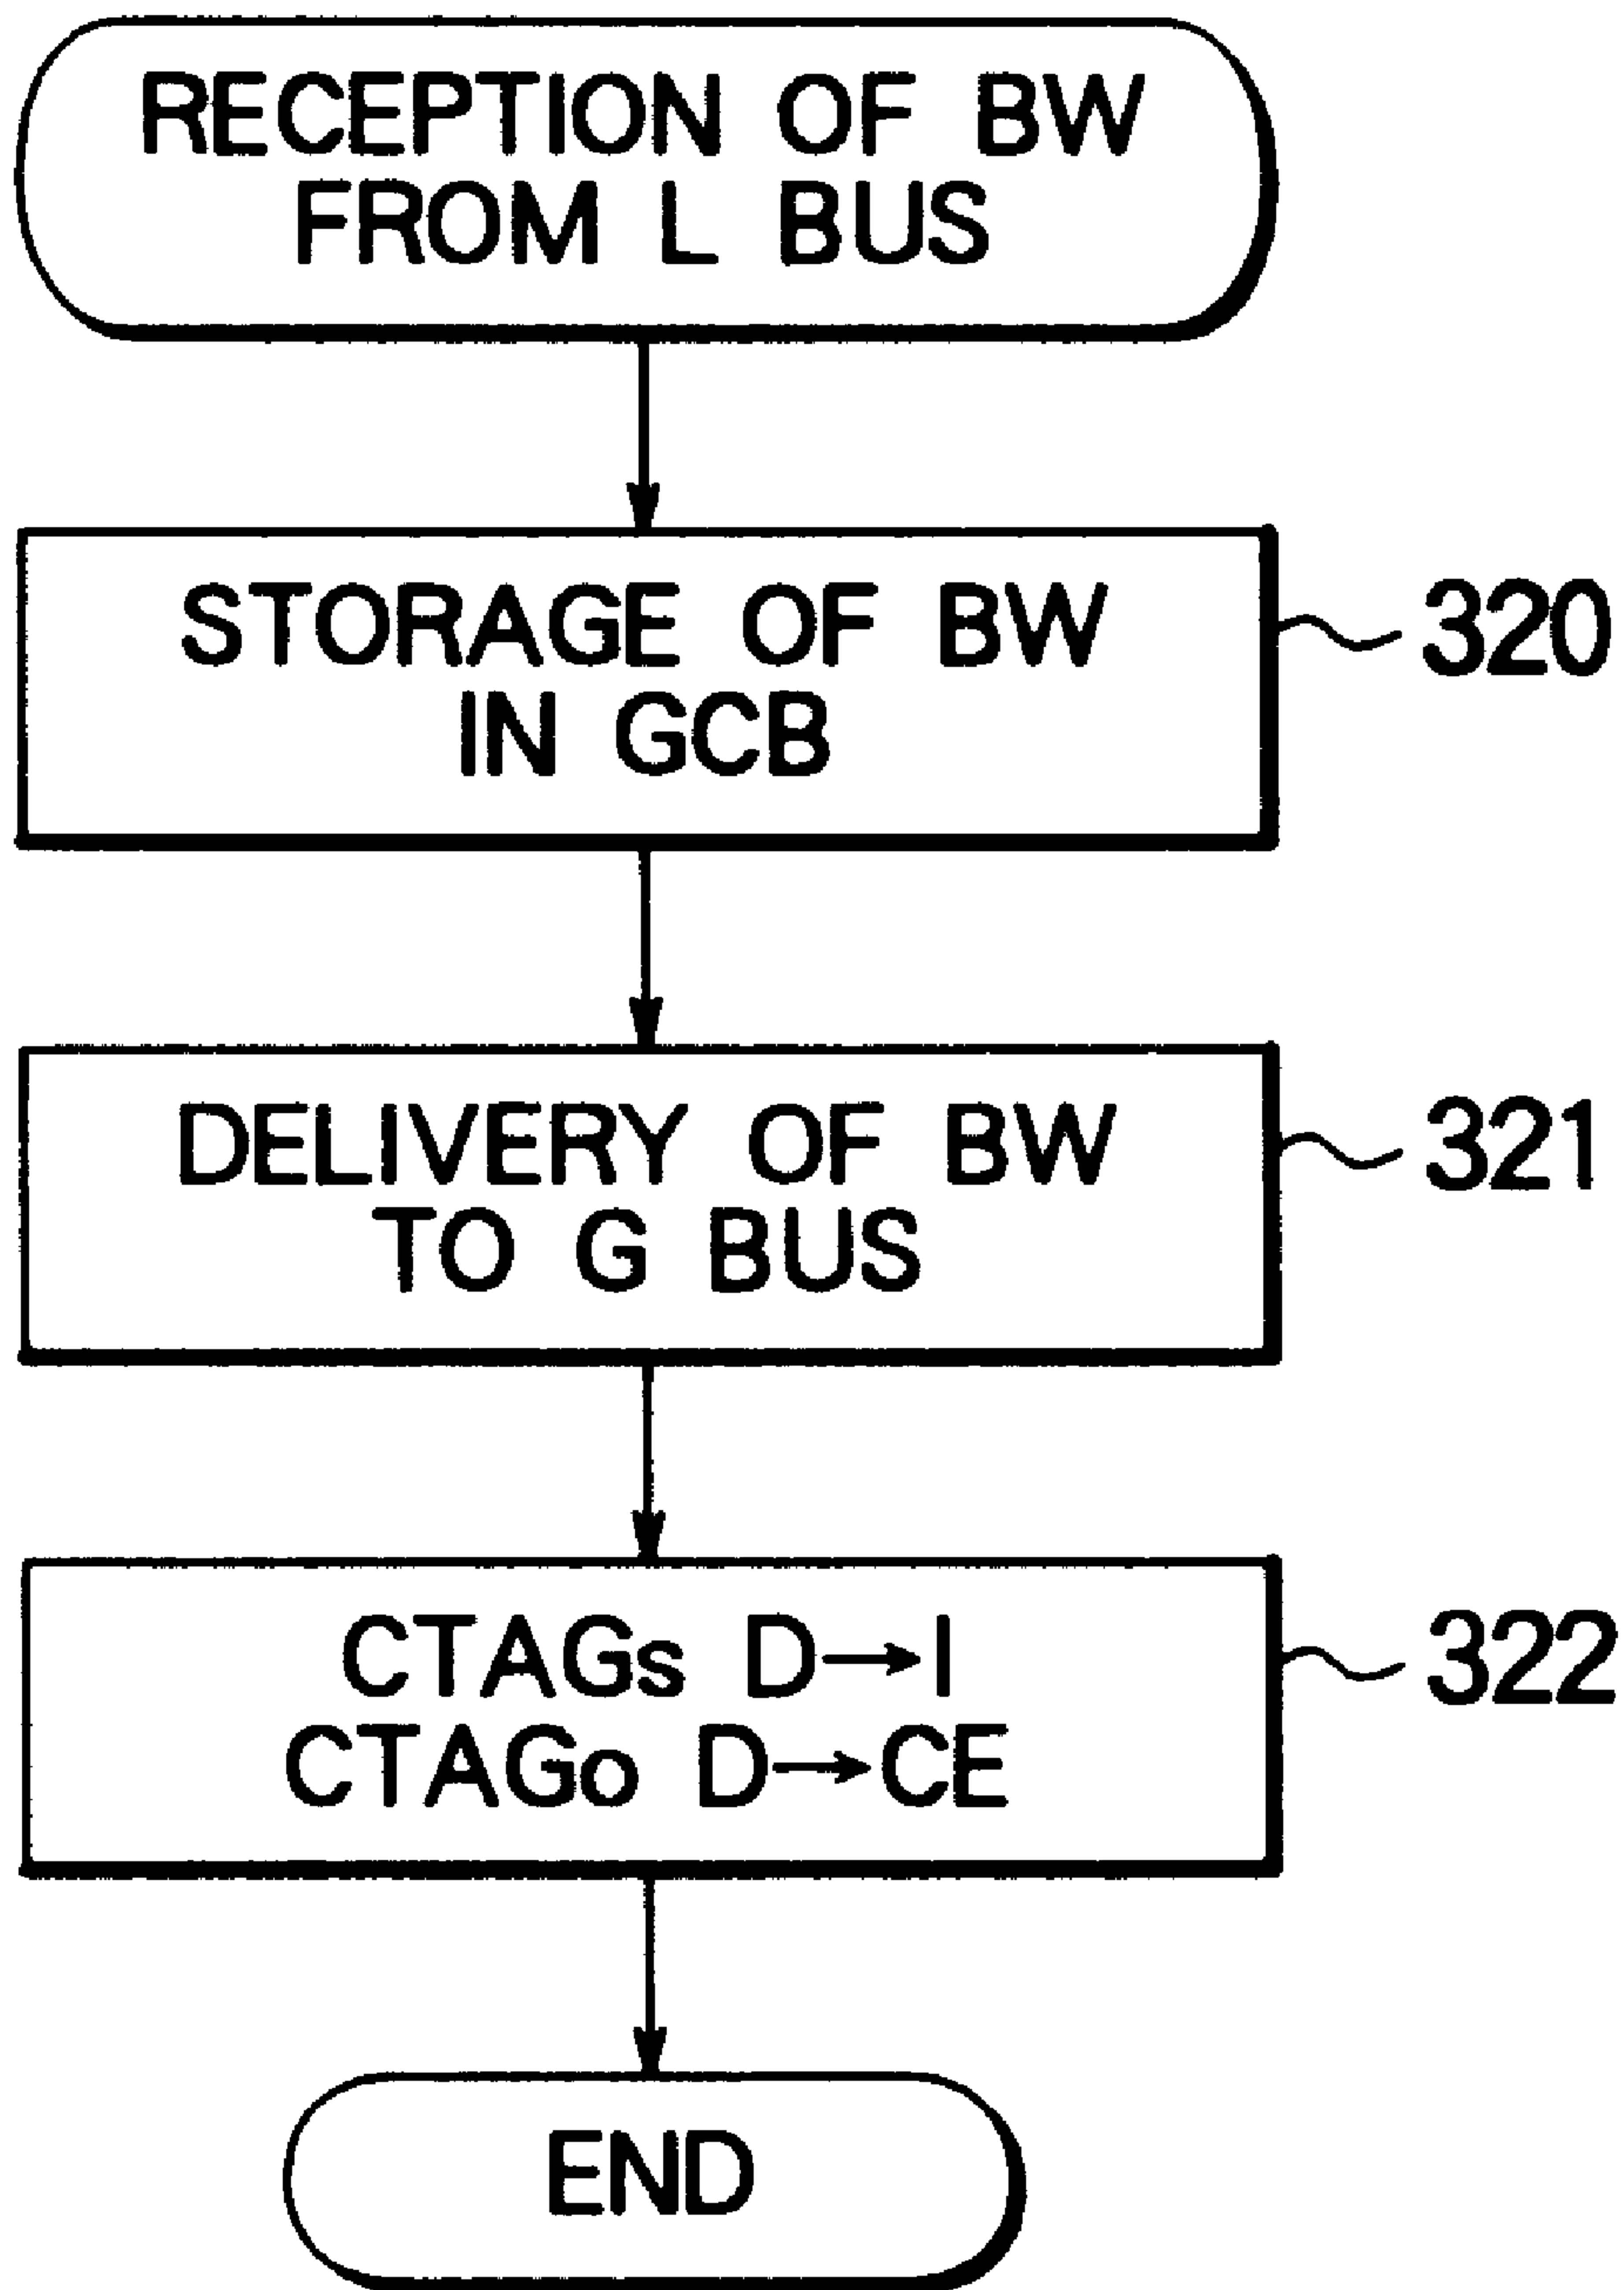 RECEPTION OF BW
FROM L BUS
STORAGE OF BW
IN GCB
320
DELIVERY OF BW
TO G BUS
321
CTAGs D→I
CTAGo D→CE
322
END